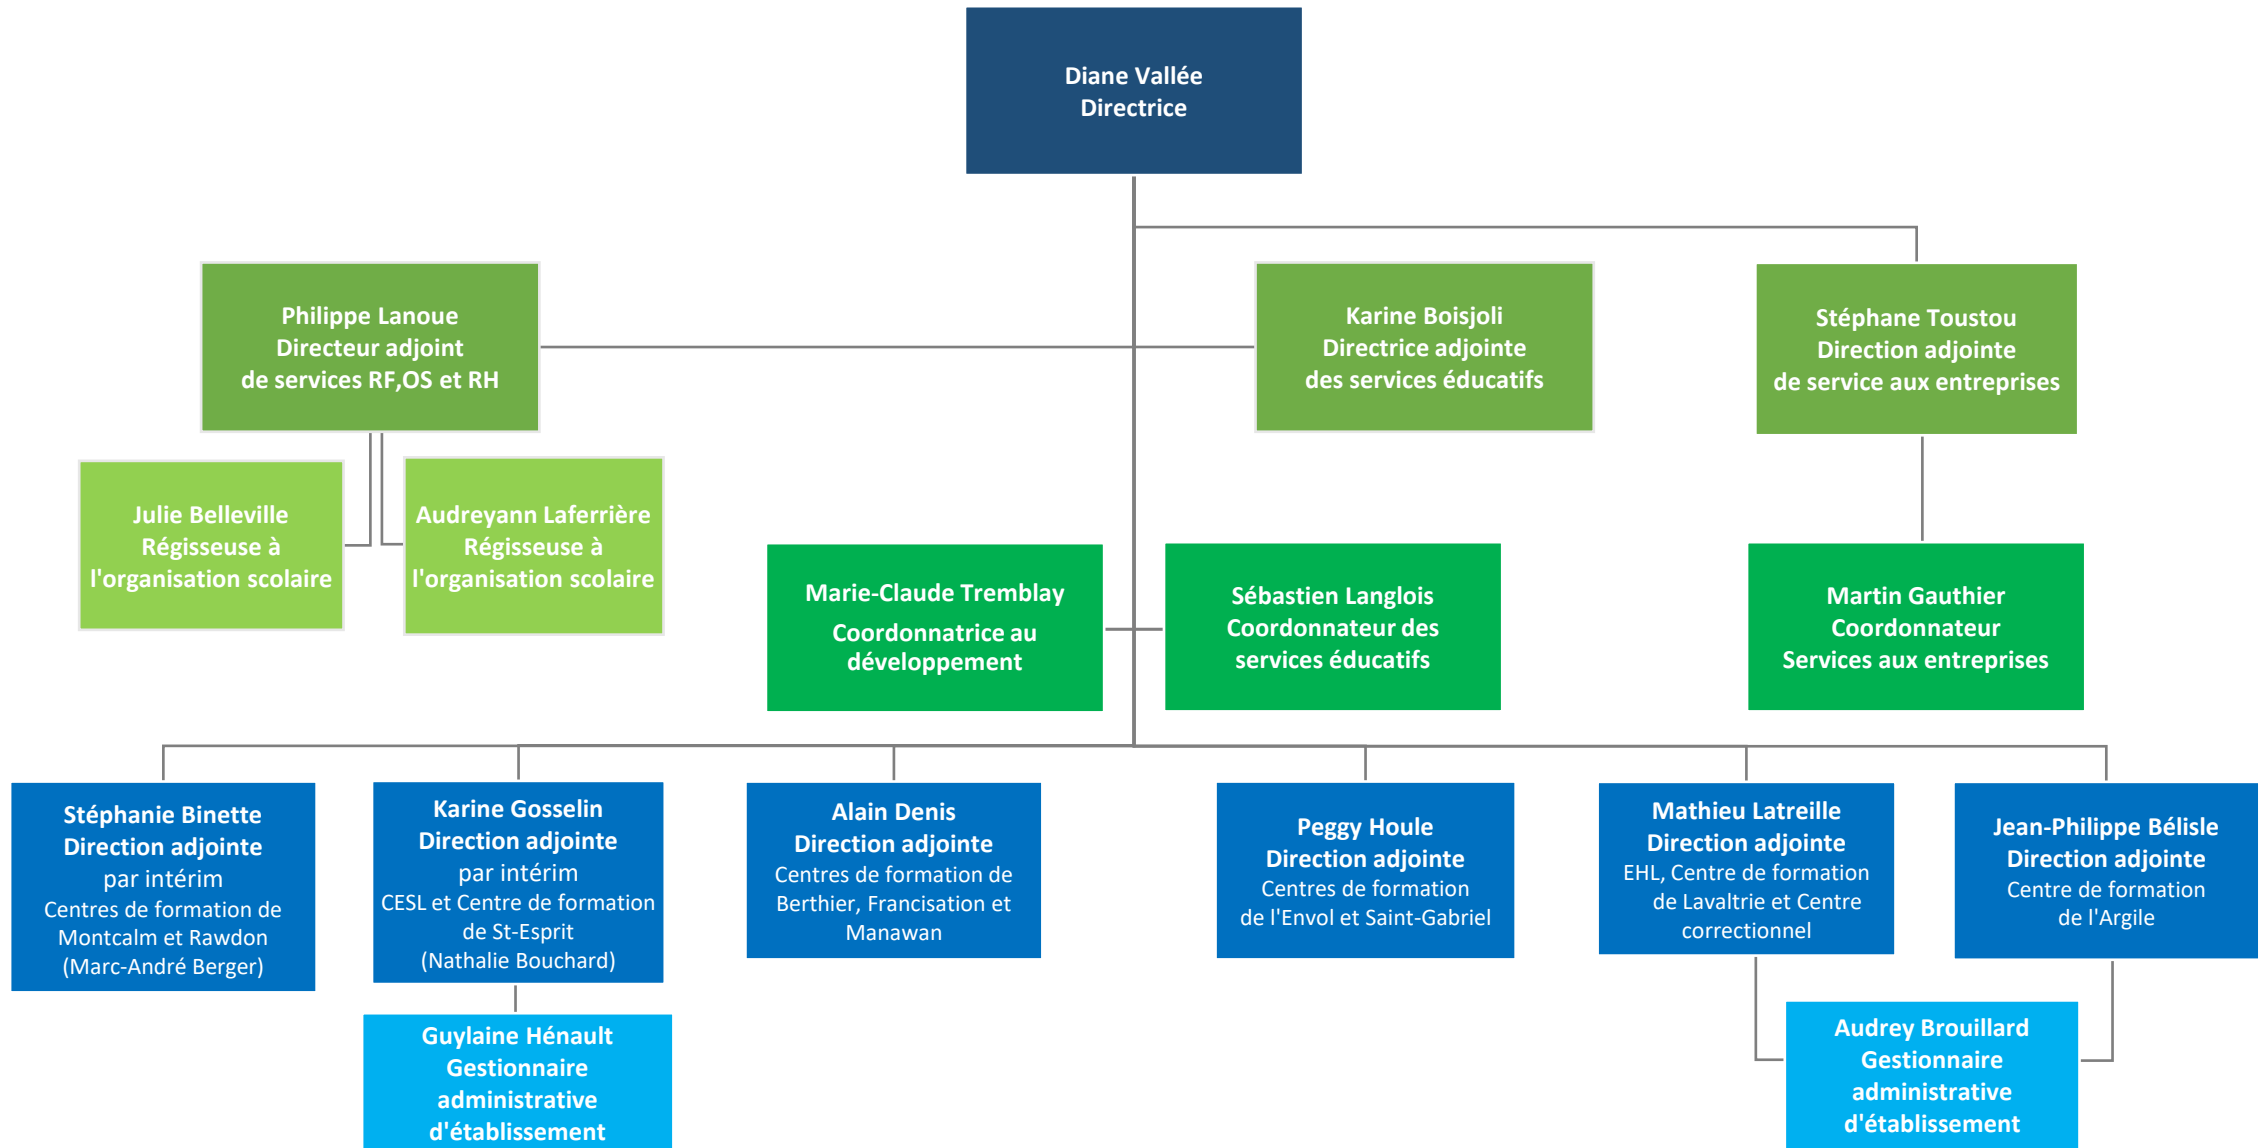 Diane Vallée
Directrice
Philippe Lanoue
Directeur adjoint
de services RF,OS et RH
Karine Boisjoli
Directrice adjointe
des services éducatifs
Stéphane Toustou
Direction adjointe
de service aux entreprises
Julie Belleville
Régisseuse à
l'organisation scolaire
Audreyann Laferrière
Régisseuse à
l'organisation scolaire
Marie-Claude Tremblay
Coordonnatrice au
développement
Sébastien Langlois
Coordonnateur des
services éducatifs
Martin Gauthier
Coordonnateur
Services aux entreprises
Stéphanie Binette
Direction adjointe
par intérim
Centres de formation de
Montcalm et Rawdon
(Marc-André Berger)
Karine Gosselin
Direction adjointe
par intérim
CESL et Centre de formation
de St-Esprit
(Nathalie Bouchard)
Alain Denis
Direction adjointe
Centres de formation de
Berthier, Francisation et
Manawan
Peggy Houle
Direction adjointe
Centres de formation
de l'Envol et Saint-Gabriel
Mathieu Latreille
Direction adjointe
EHL, Centre de formation
de Lavaltrie et Centre
correctionnel
Jean-Philippe Bélisle
Direction adjointe
Centre de formation
de l'Argile
Guylaine Hénault
Gestionnaire
administrative
d'établissement
Audrey Brouillard
Gestionnaire
administrative
d'établissement